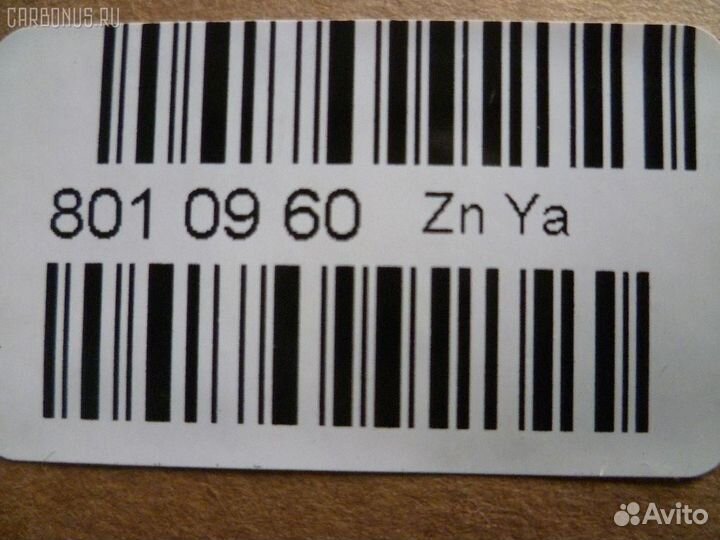 CARBONUS.RU
801 09 60 Zn Ya
Avito